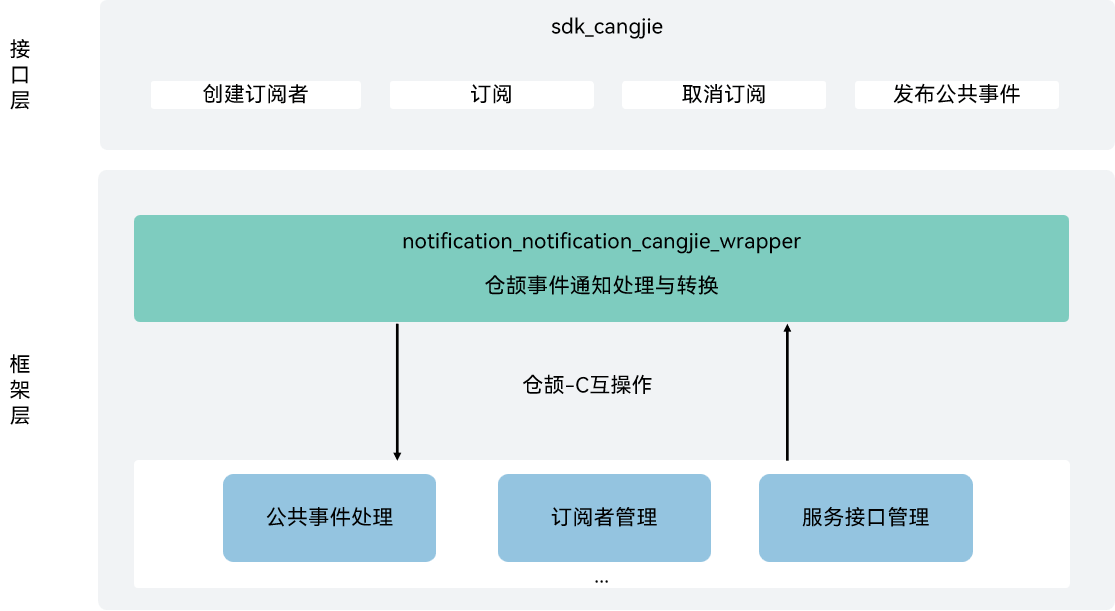 接口层
sdk_cangjie
创建订阅者
订阅
取消订阅
发布公共事件
框架层
notification_notification_cangjie_wrapper
仓颉事件通知处理与转换
仓颉-C互操作
公共事件处理
订阅者管理
服务接口管理
...